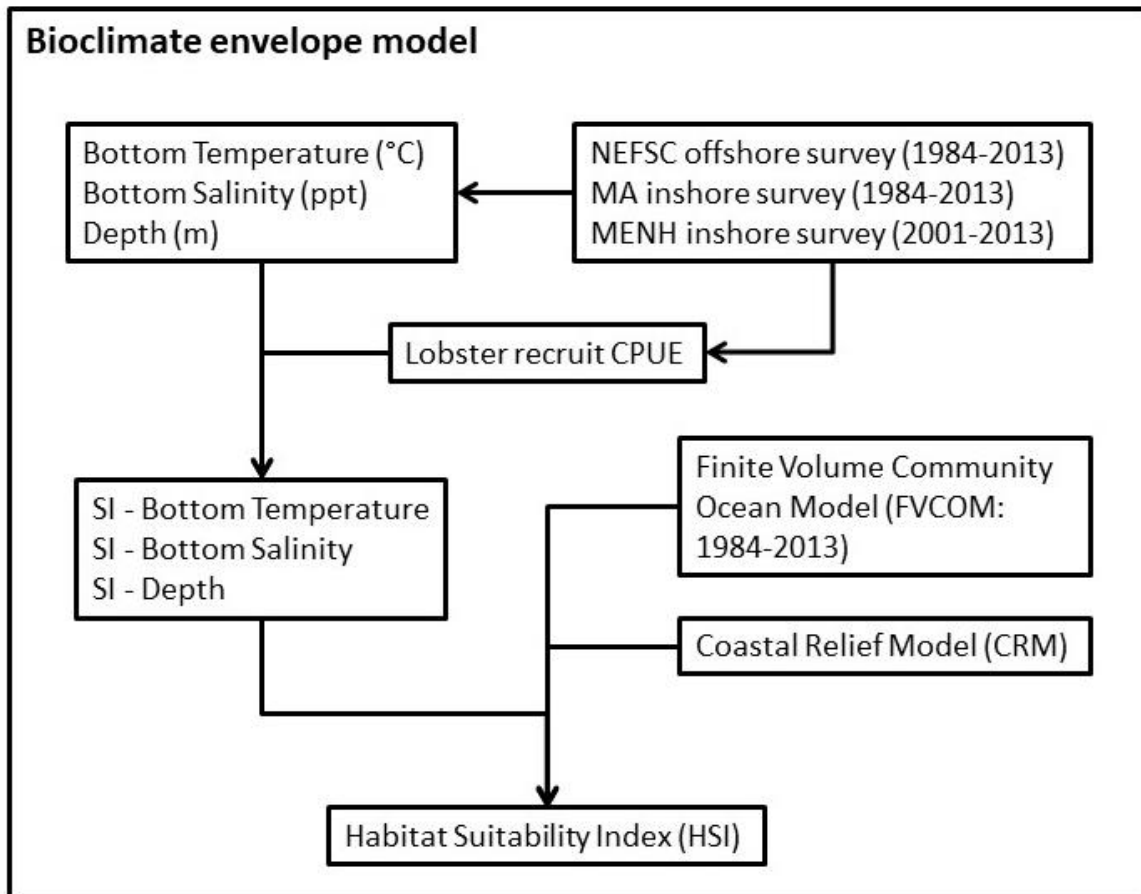 Bioclimate envelope model
Bottom Temperature (°C)
Bottom Salinity (ppt)
Depth (m)
NEFSC offshore survey (1984-2013)
MA inshore survey (1984-2013)
MENH inshore survey (2001-2013)
Lobster recruit CPUE
SI - Bottom Temperature
SI - Bottom Salinity
SI - Depth
Finite Volume Community
Ocean Model (FVCOM:
1984-2013)
Coastal Relief Model (CRM)
Habitat Suitability Index (HSI)